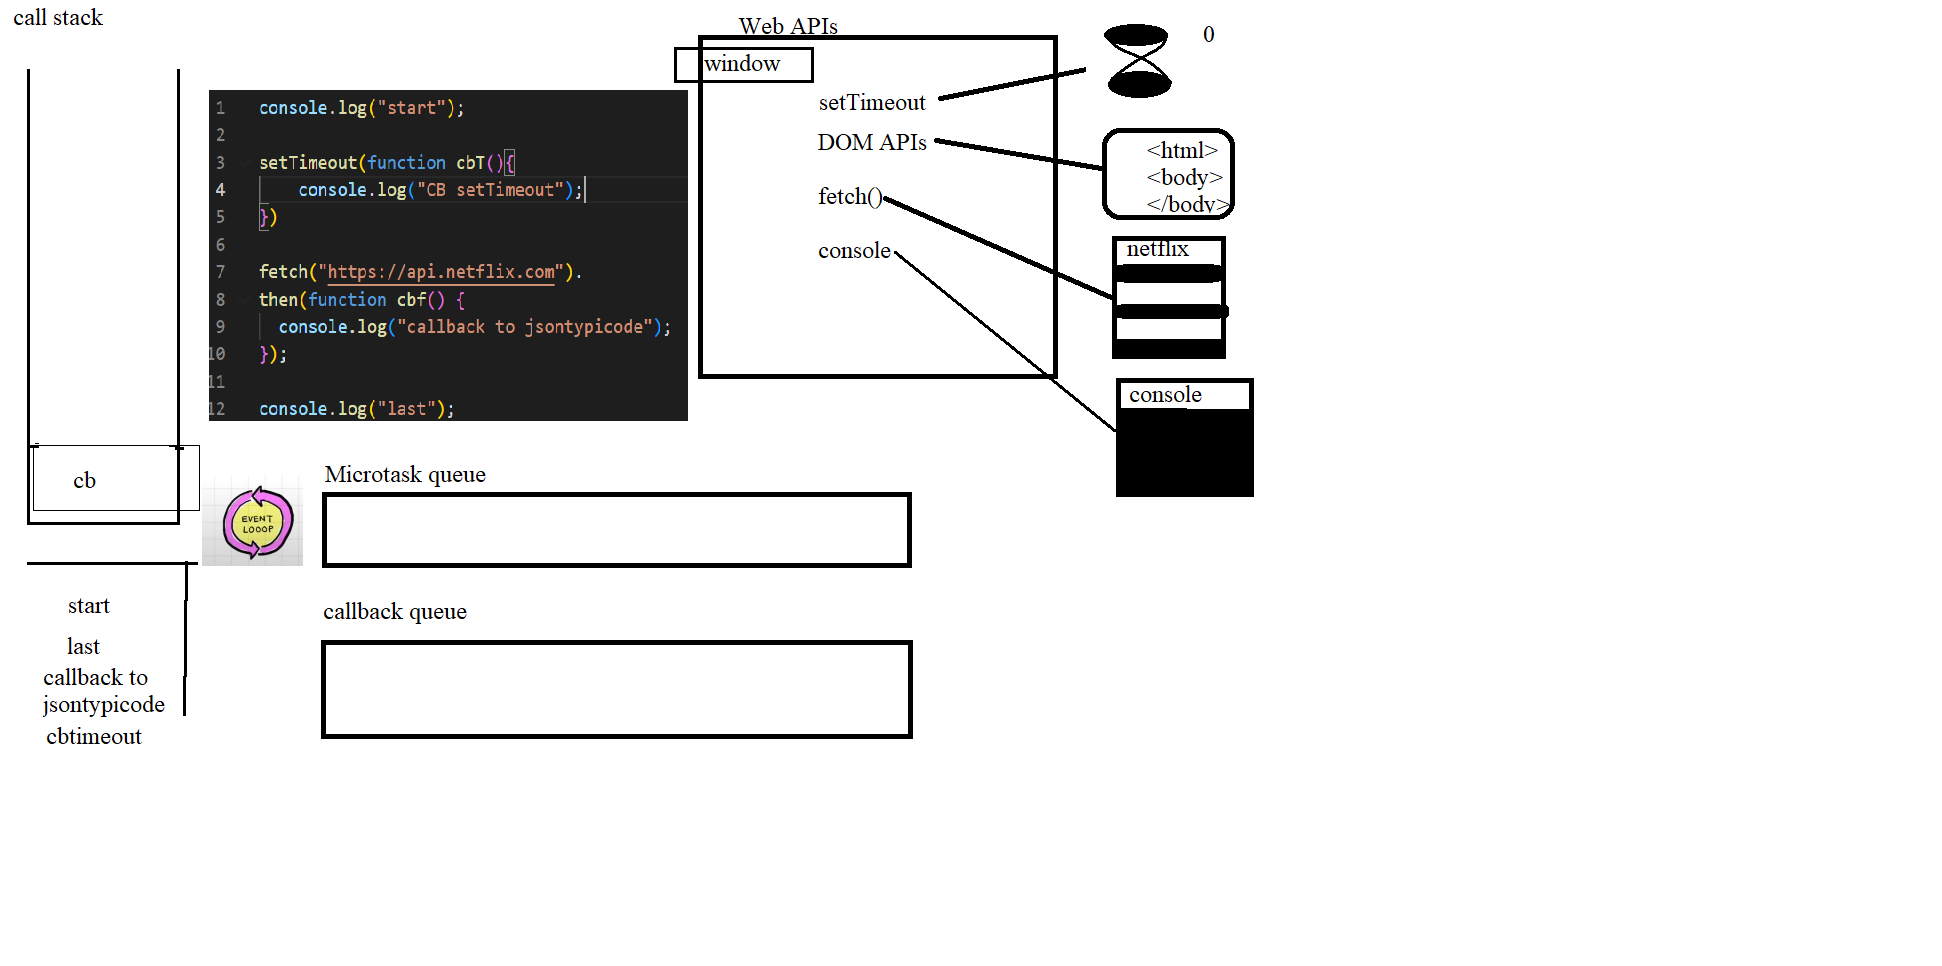 call stack
Web APIs
window
0
setTimeout
DOM APIs
fetch()
console
<html>
<body>
</body>
netflix
console
1 console.log("start");
2
3 setTimeout(function cbT(){
4 console.log("CB setTimeout");
5 })
6
7 fetch("https://api.netflix.com").
8 then(function cbf() {
9 console.log("callback to jsontypicode");
10 });
11
12 console.log("last");
cb
EVENT
LOOOP
Microtask queue
callback queue
start
last
callback to
jsontypicode
cbtimeout